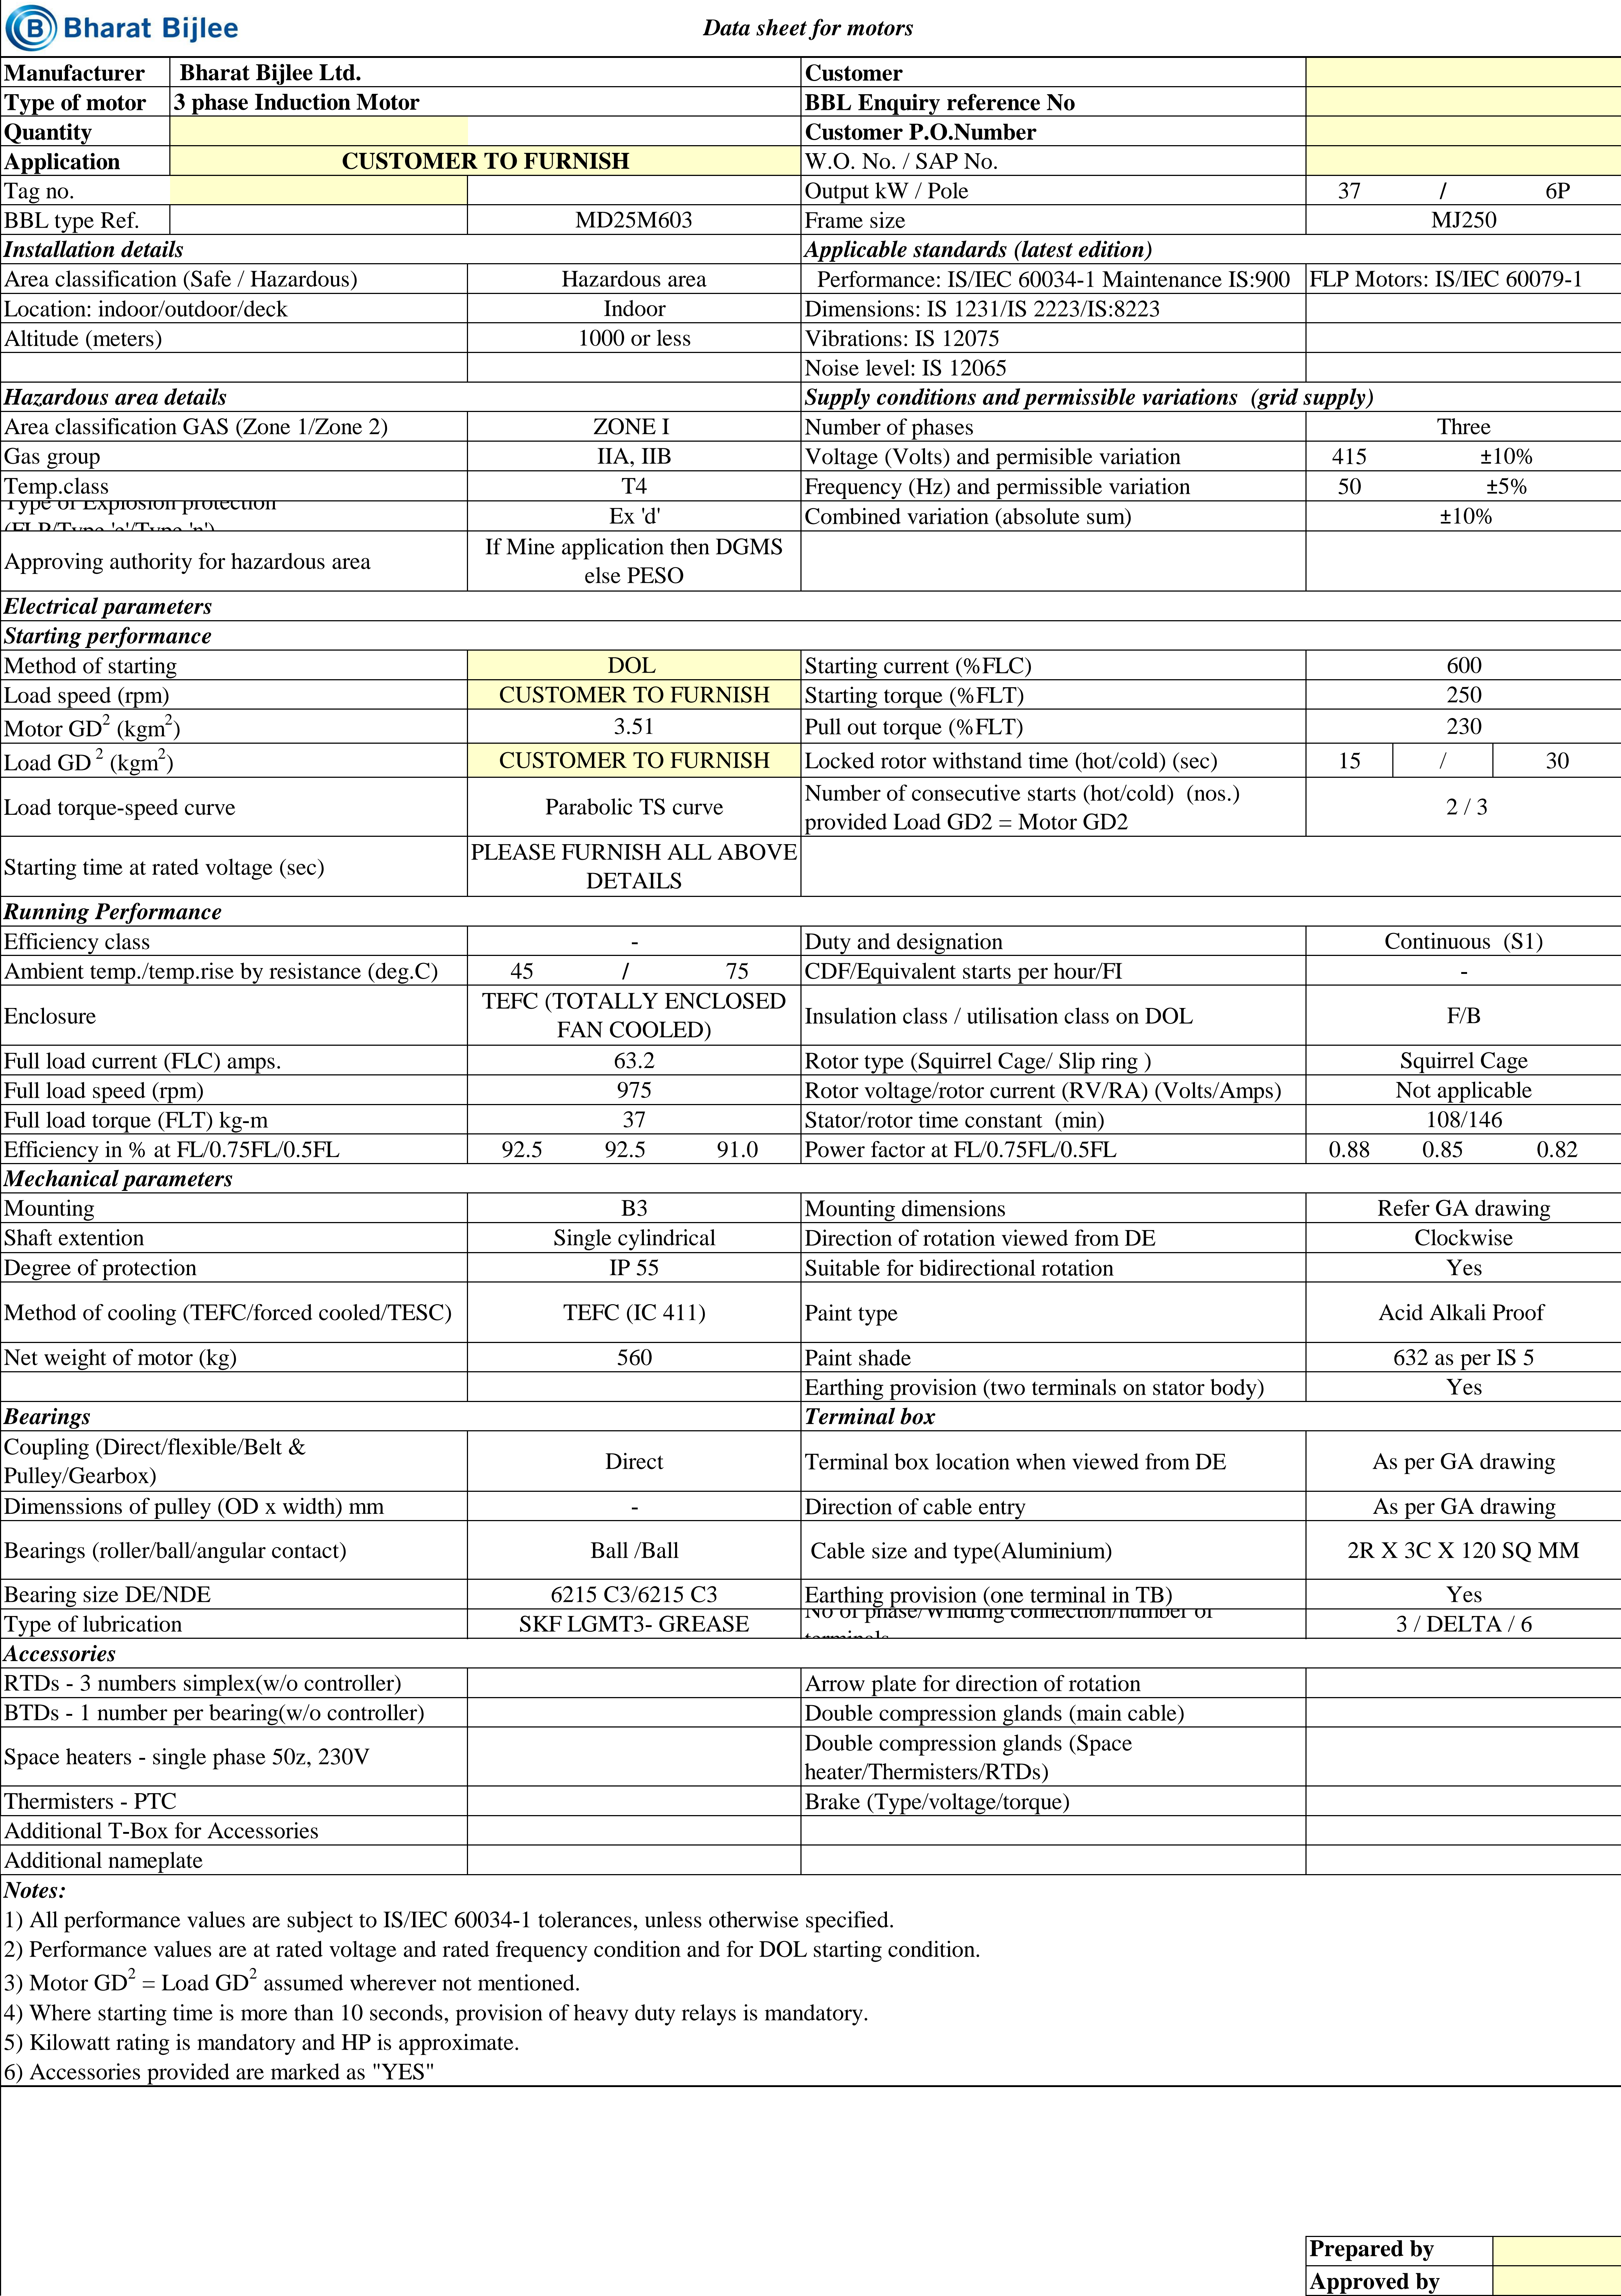 Bharat Bijlee
Data sheet for motors
Manufacturer Bharat Bijlee Ltd. Customer
Type of motor 3 phase Induction Motor BBL Enquiry reference No
Quantity Customer P.O.Number
Application CUSTOMER TO FURNISH W.O. No. / SAP No.
Tag no. Output kW / Pole 37 / 6P
BBL type Ref. MD25M603 Frame size MJ250
Installation details Applicable standards (latest edition)
Area classification (Safe / Hazardous) Hazardous area Performance: IS/IEC 60034-1 Maintenance IS:900 FLP Motors: IS/IEC 60079-1
Location: indoor/outdoor/deck Indoor Dimensions: IS 1231/IS 2223/IS:8223
Altitude (meters) 1000 or less Vibrations: IS 12075
Noise level: IS 12065
Hazardous area details Supply conditions and permissible variations (grid supply)
Area classification GAS (Zone 1/Zone 2) ZONE I Number of phases Three
Gas group IIA, IIB Voltage (Volts) and permisible variation 415 ±10%
Temp.class T4 Frequency (Hz) and permissible variation 50 ±5%
Type of Explosion protection
(FLP/Type 'e'/Type 'n') Ex 'd' Combined variation (absolute sum) ±10%
Approving authority for hazardous area If Mine application then DGMS
else PESO
Electrical parameters
Starting performance
Method of starting DOL Starting current (%FLC) 600
Load speed (rpm) CUSTOMER TO FURNISH Starting torque (%FLT) 250
Motor GD2 (kgm2) 3.51 Pull out torque (%FLT) 230
Load GD 2 (kgm2) CUSTOMER TO FURNISH Locked rotor withstand time (hot/cold) (sec) 15 / 30
Load torque-speed curve Parabolic TS curve Number of consecutive starts (hot/cold) (nos.)
provided Load GD2 = Motor GD2 2 / 3
Starting time at rated voltage (sec) PLEASE FURNISH ALL ABOVE
DETAILS
Running Performance
Efficiency class - Duty and designation Continuous (S1)
Ambient temp./temp.rise by resistance (deg.C) 45 / 75 CDF/Equivalent starts per hour/FI -
Enclosure TEFC (TOTALLY ENCLOSED
FAN COOLED) Insulation class / utilisation class on DOL F/B
Full load current (FLC) amps. 63.2 Rotor type (Squirrel Cage/ Slip ring ) Squirrel Cage
Full load speed (rpm) 975 Rotor voltage/rotor current (RV/RA) (Volts/Amps) Not applicable
Full load torque (FLT) kg-m 37 Stator/rotor time constant (min) 108/146
Efficiency in % at FL/0.75FL/0.5FL 92.5 92.5 91.0 Power factor at FL/0.75FL/0.5FL 0.88 0.85 0.82
Mechanical parameters
Mounting B3 Mounting dimensions Refer GA drawing
Shaft extention Single cylindrical Direction of rotation viewed from DE Clockwise
Degree of protection IP 55 Suitable for bidirectional rotation Yes
Method of cooling (TEFC/forced cooled/TESC) TEFC (IC 411) Paint type Acid Alkali Proof
Net weight of motor (kg) 560 Paint shade 632 as per IS 5
Earthing provision (two terminals on stator body) Yes
Bearings Terminal box
Coupling (Direct/flexible/Belt &
Pulley/Gearbox) Direct Terminal box location when viewed from DE As per GA drawing
Dimenssions of pulley (OD x width) mm - Direction of cable entry As per GA drawing
Bearings (roller/ball/angular contact) Ball /Ball Cable size and type(Aluminium) 2R X 3C X 120 SQ MM
Bearing size DE/NDE 6215 C3/6215 C3 Earthing provision (one terminal in TB) Yes
Type of lubrication SKF LGMT3- GREASE No of phase/Winding connection/number of
terminals 3 / DELTA / 6
Accessories
RTDs - 3 numbers simplex(w/o controller) Arrow plate for direction of rotation
BTDs - 1 number per bearing(w/o controller) Double compression glands (main cable)
Space heaters - single phase 50z, 230V Double compression glands (Space
heater/Thermisters/RTDs)
Thermisters - PTC Brake (Type/voltage/torque)
Additional T-Box for Accessories
Additional nameplate
Notes:
1) All performance values are subject to IS/IEC 60034-1 tolerances, unless otherwise specified.
2) Performance values are at rated voltage and rated frequency condition and for DOL starting condition.
3) Motor GD2 = Load GD2 assumed wherever not mentioned.
4) Where starting time is more than 10 seconds, provision of heavy duty relays is mandatory.
5) Kilowatt rating is mandatory and HP is approximate.
6) Accessories provided are marked as "YES"
Prepared by
Approved by